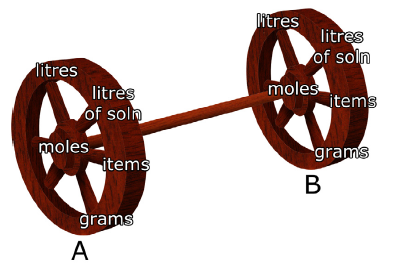 litres
litres
of soln
moles
items
grams
A
litres
litres
of soln
moles
items
grams
B